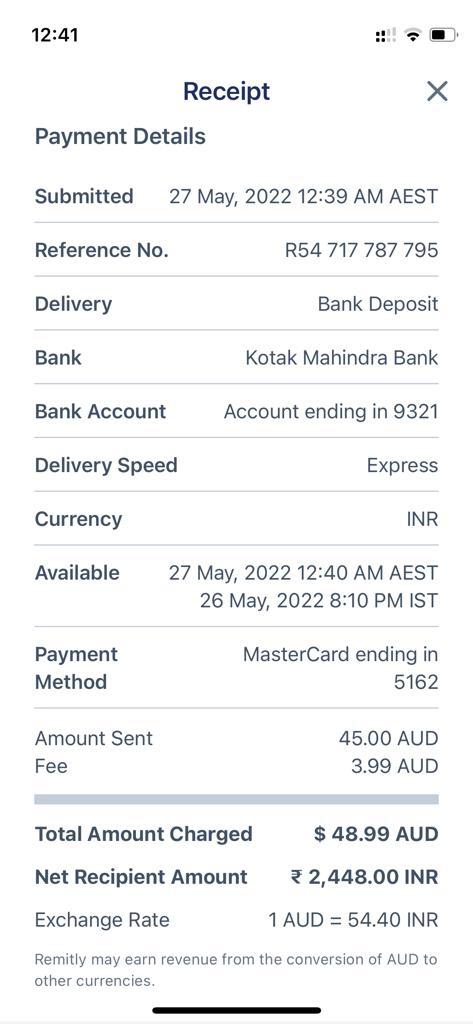 12:41
Receipt
Payment Details
Submitted 27 May, 2022 12:39 AM AEST
Reference No. R54 717 787 795
Delivery Bank Deposit
Bank Kotak Mahindra Bank
Bank Account Account ending in 9321
Delivery Speed Express
Currency INR
Available 27 May, 2022 12:40 AM AEST
26 May, 2022 8:10 PM IST
Payment MasterCard ending in
Method 5162
Amount Sent 45.00 AUD
Fee 3.99 AUD
Total Amount Charged $ 48.99 AUD
Net Recipient Amount ₹ 2,448.00 INR
Exchange Rate 1 AUD = 54.40 INR
Remitly may earn revenue from the conversion of AUD to
other currencies.